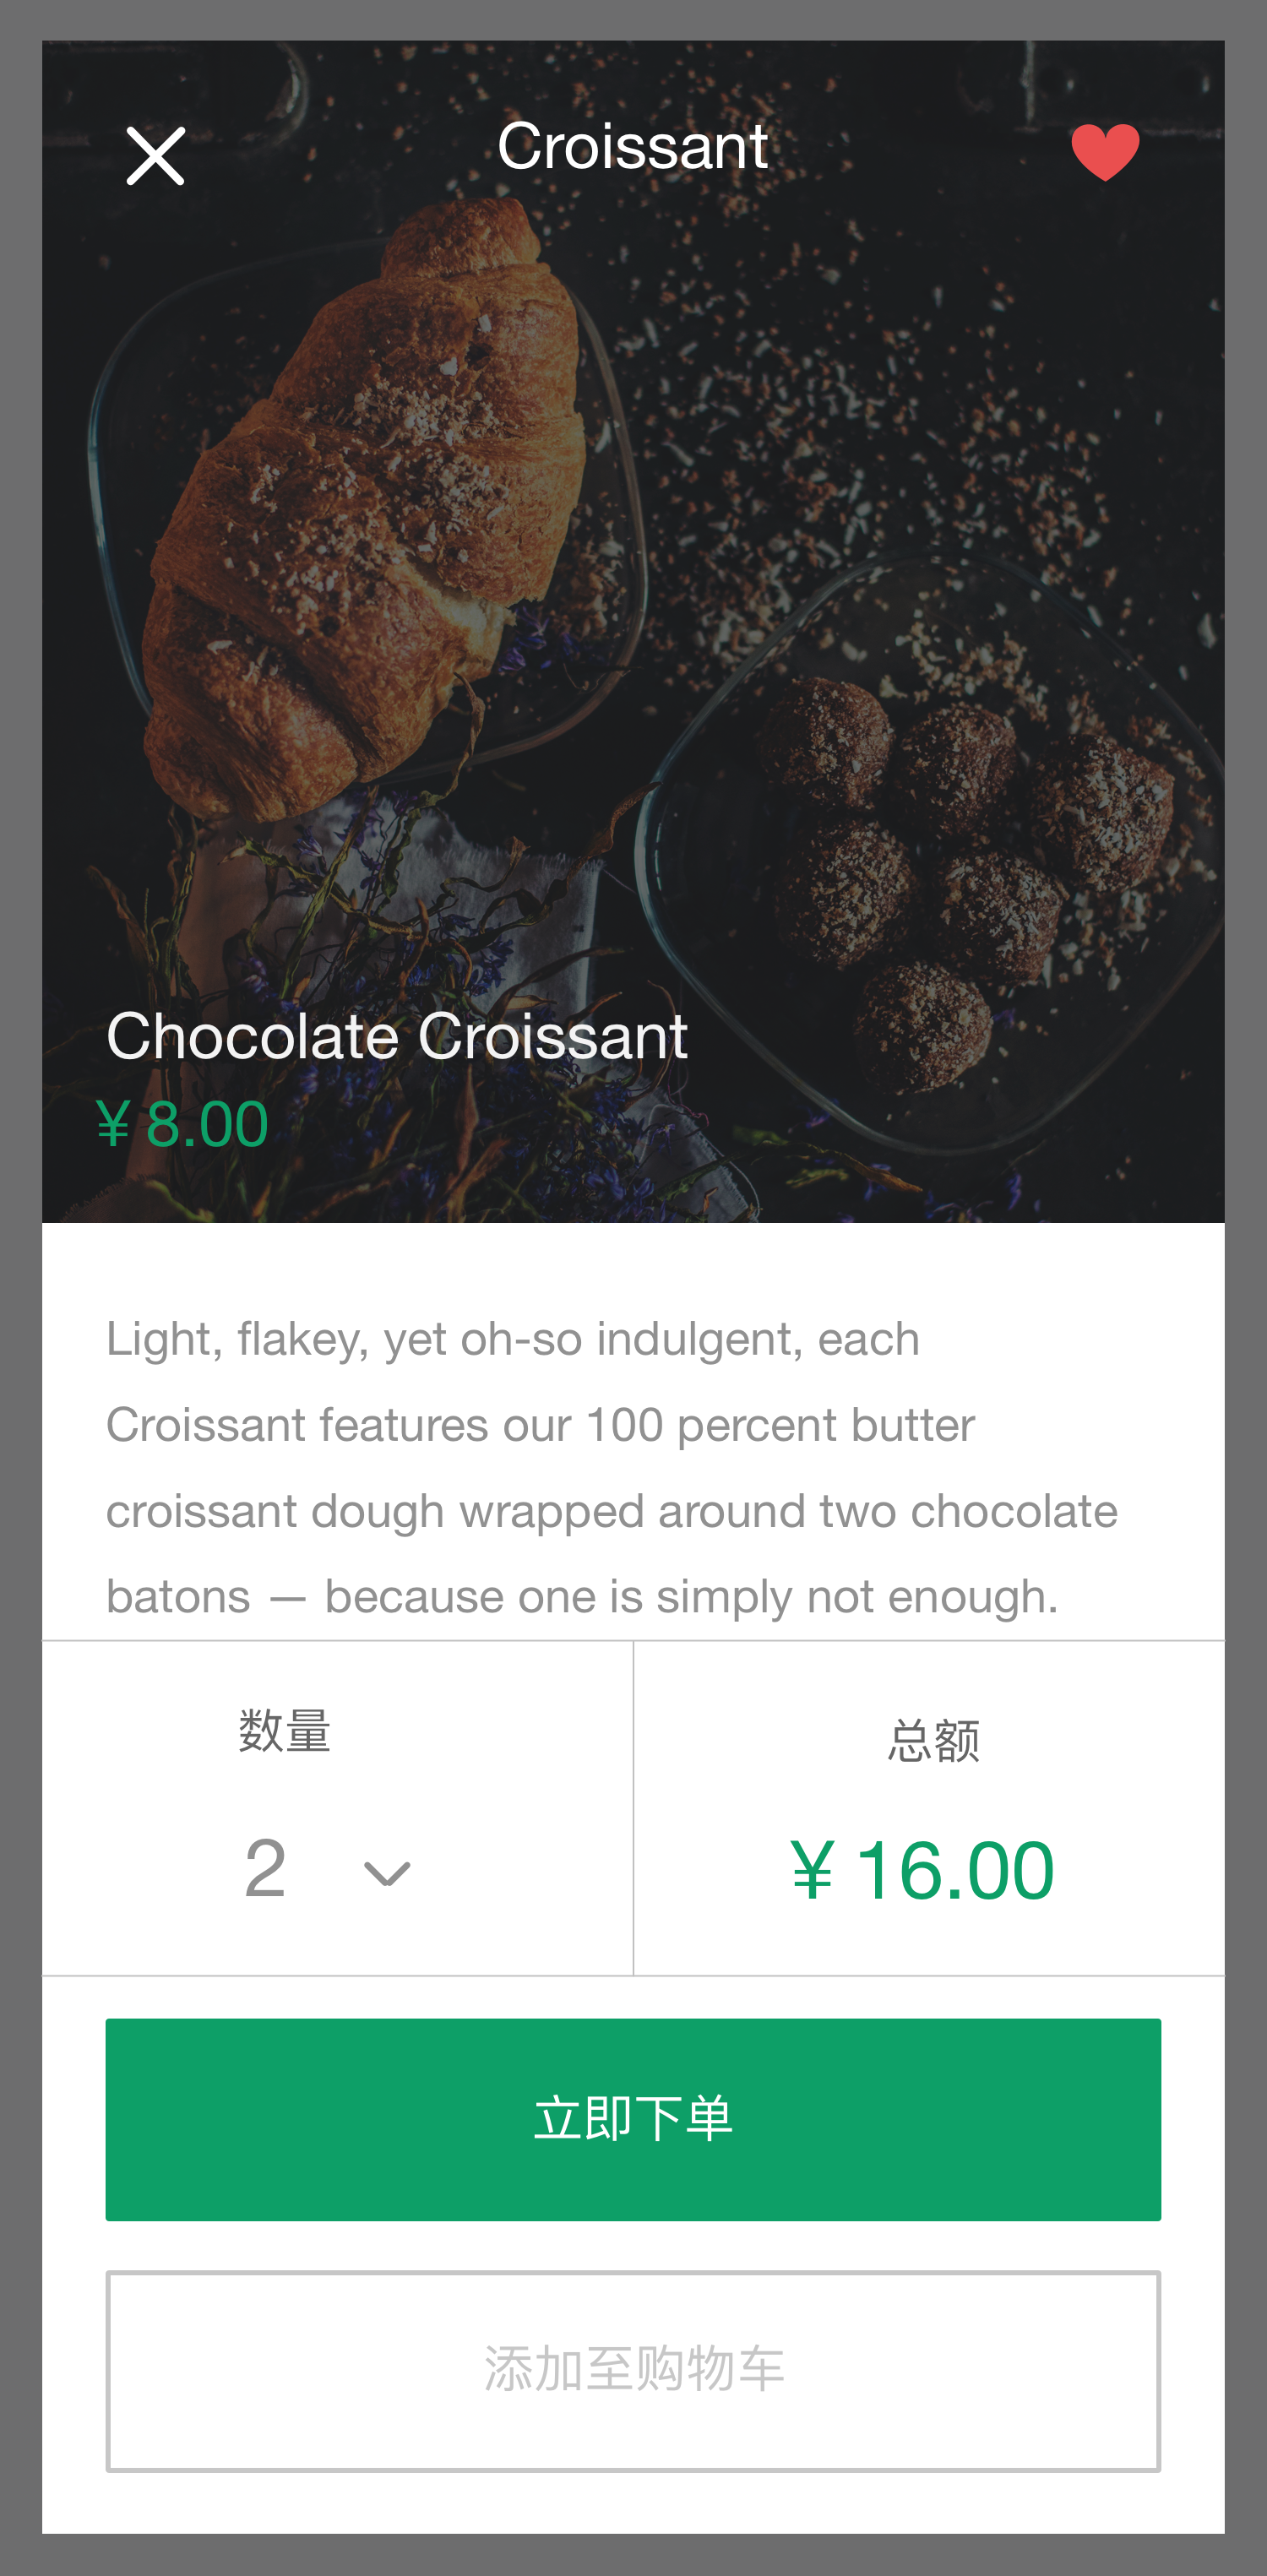 Croissant
Chocolate Croissant
¥ 8.00
Light, flakey, yet oh-so indulgent, each
Croissant features our 100 percent butter
croissant dough wrapped around two chocolate
batons — because one is simply not enough.
数量
总额
2
¥ 16.00
立即下单
添加至购物车